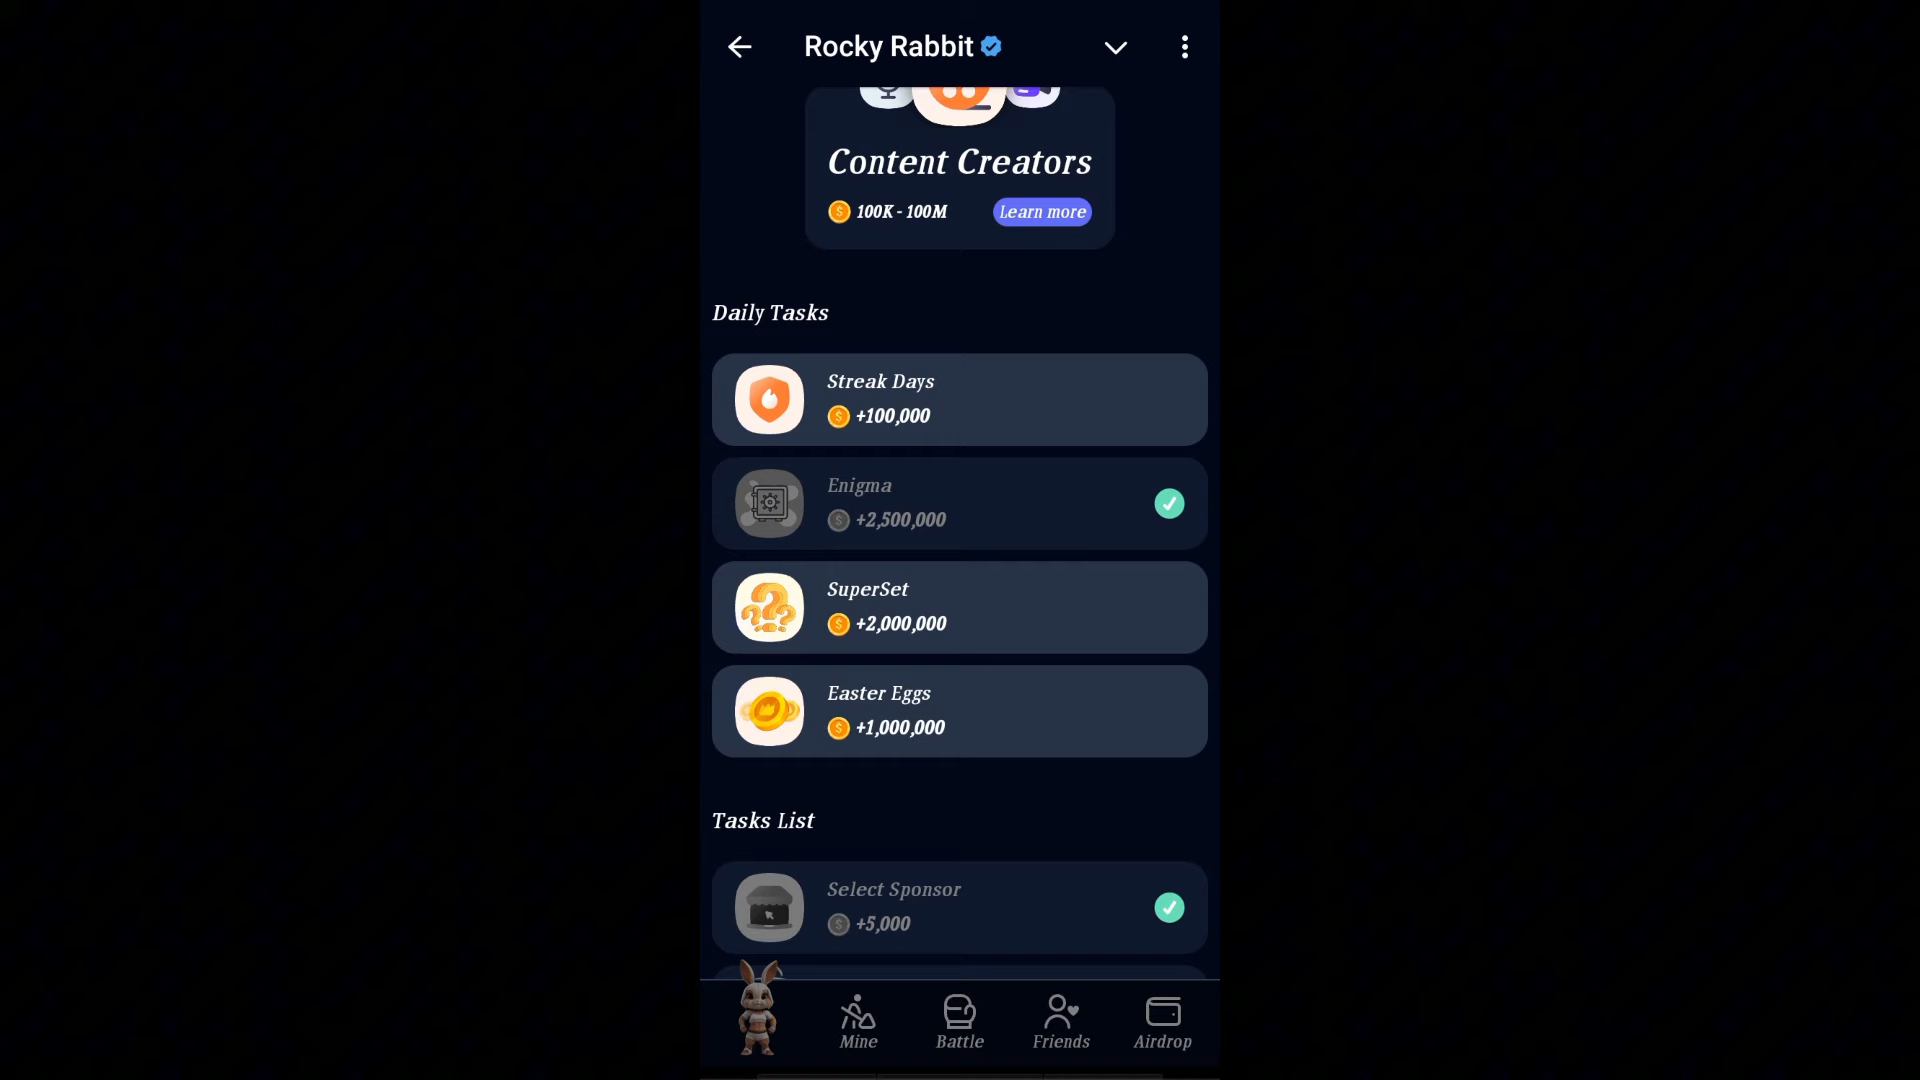 Rocky Rabbit
Content Creators
100K - 100M
Learn more
Daily Tasks
Streak Days
+100,000
Enigma
+2,500,000
SuperSet
+2,000,000
Easter Eggs
+1,000,000
Tasks List
Select Sponsor
+5,000
Mine
Battle
Friends
Airdrop